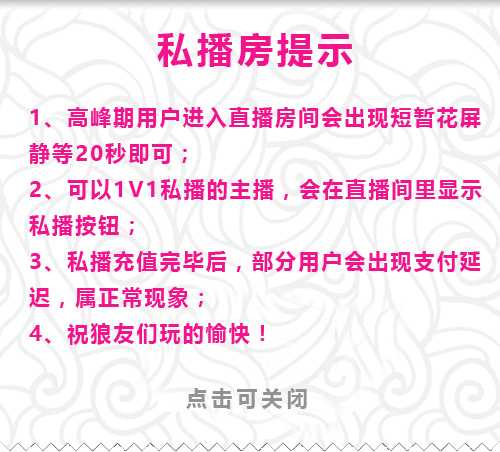 私播房提示
1、高峰期用户进入直播房间会出现短暂花屏
静等20秒即可；
2、可以1V1私播的主播，会在直播间里显示
私播按钮；
3、私播充值完毕后，部分用户会出现支付延
迟，属正常现象；
4、祝狼友们玩的愉快！
点击可关闭